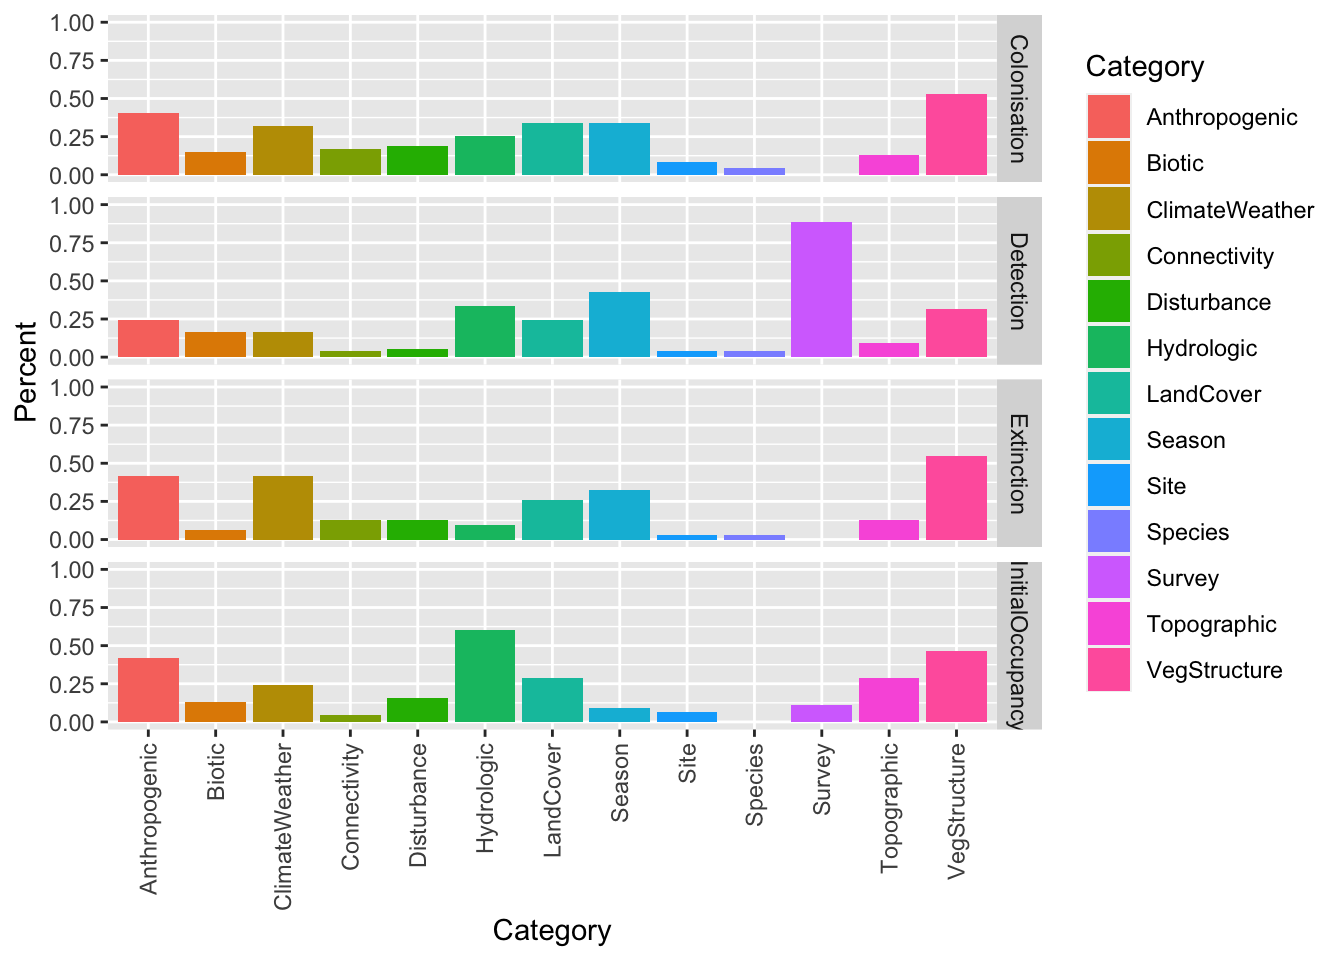 Percent
1.00
0.75
0.50
0.25
0.00
Colonisation
1.00
0.75
0.50
0.25
0.00
Detection
1.00
0.75
0.50
0.25
0.00
Extinction
1.00
0.75
0.50
0.25
0.00
InitialOccupancy
Anthropogenic
Biotic
ClimateWeather
Connectivity
Disturbance
Hydrologic
LandCover
Season
Site
Species
Survey
Topographic
VegStructure
Category
Category
Anthropogenic
Biotic
ClimateWeather
Connectivity
Disturbance
Hydrologic
LandCover
Season
Site
Species
Survey
Topographic
VegStructure